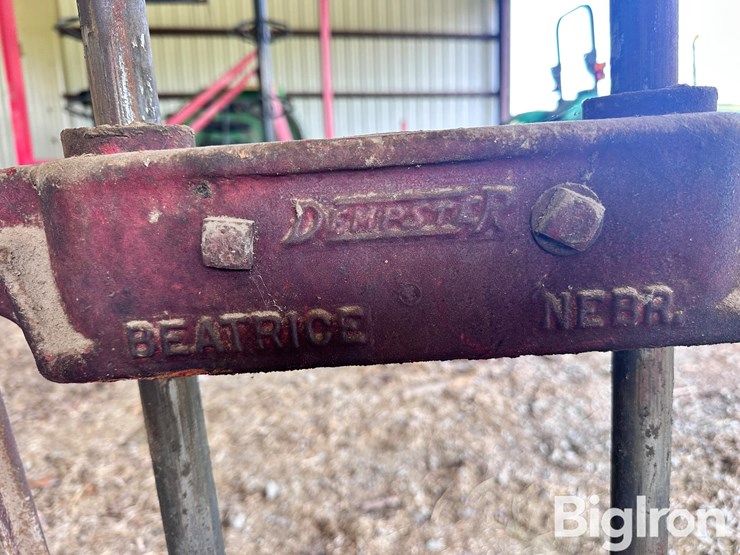 DEMPSTER
BEATRICE NEBR.
BigIron